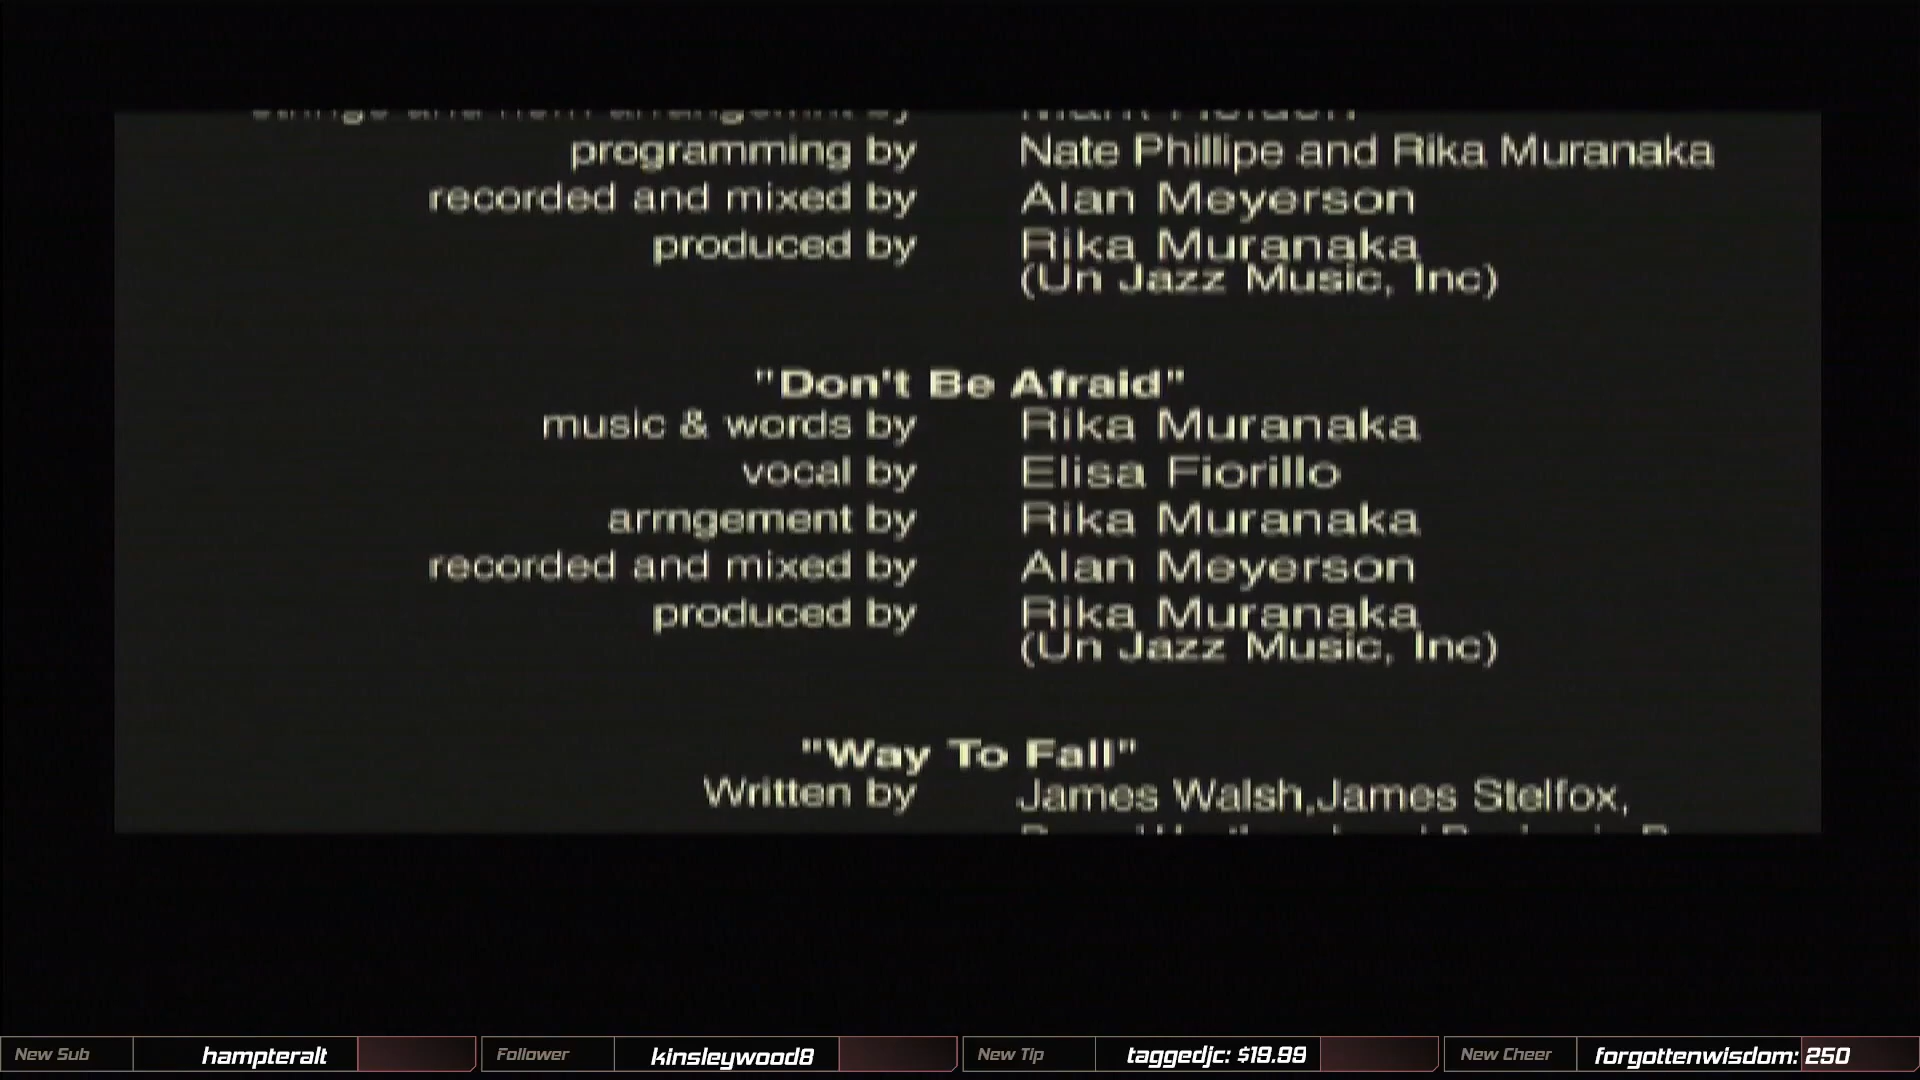 programming by Nate Phillipe and Rika Muranaka
recorded and mixed by Alan Meyerson
produced by Rika Muranaka
(Un Jazz Music, Inc)
"Don't Be Afraid"
music & words by Rika Muranaka
vocal by Elisa Fiorillo
arrngement by Rika Muranaka
recorded and mixed by Alan Meyerson
produced by Rika Muranaka
(Un Jazz Music, Inc)
"Way To Fall"
Written by James Walsh,James Stelfox,
New Sub hampteralt Follower kinsleywood8 New Tip taggedjc: $19.99 New Cheer forgottenwisdom: 250